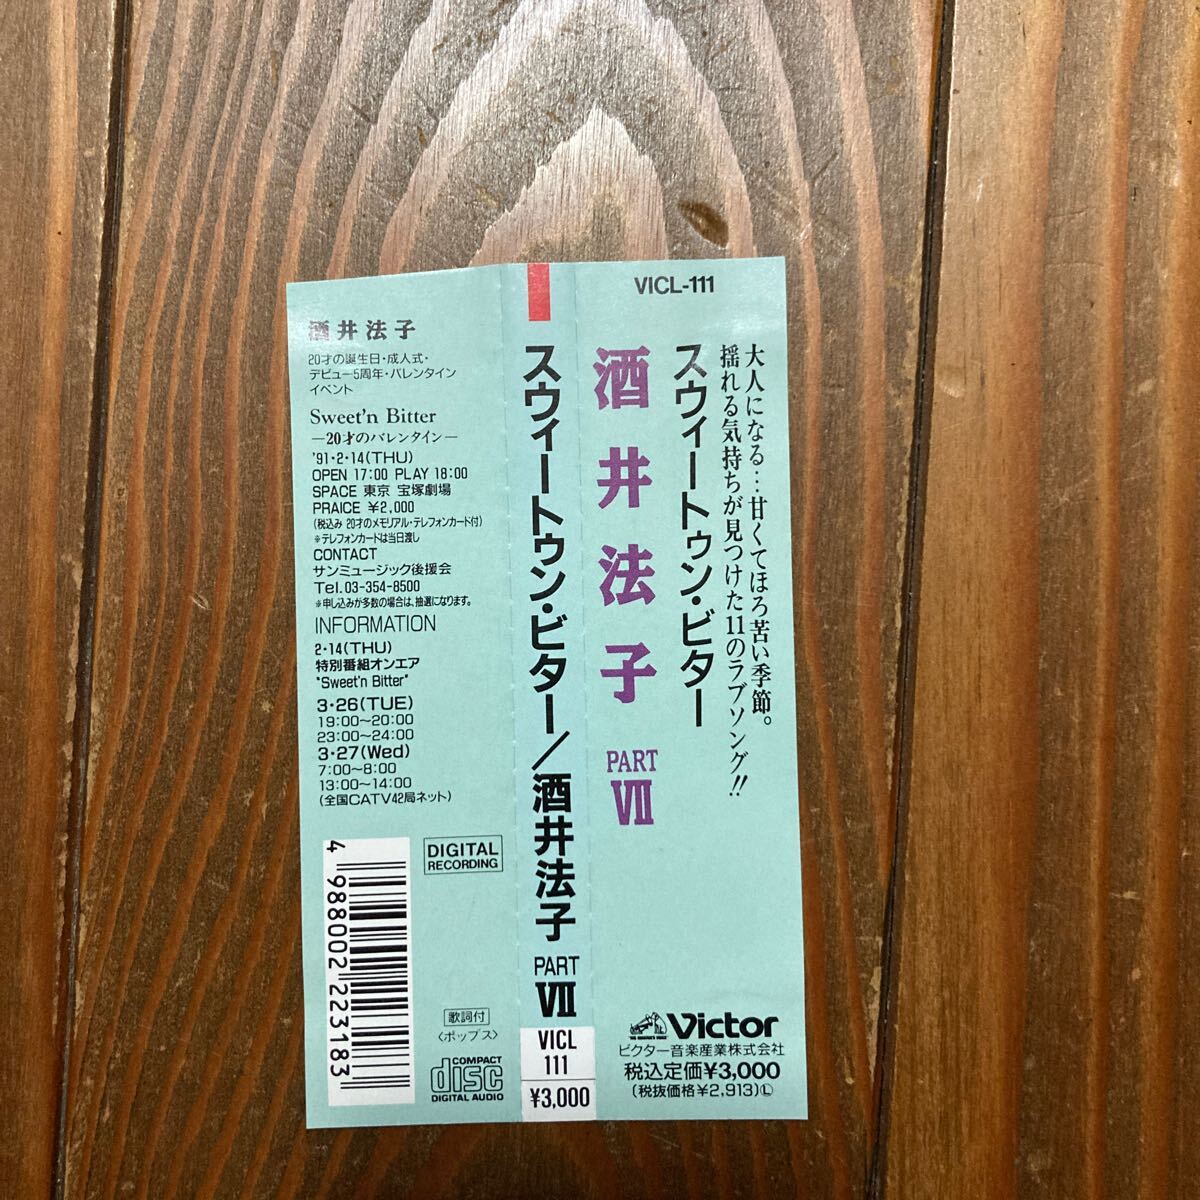 酒井法子
20才の誕生日・成人式・
デビュー5周年・バレンタイン
イベント
Sweet'n Bitter
—20才のバレンタイン—
'91・2・14(THU)
OPEN 17:00 PLAY 18:00
SPACE 東京 宝塚劇場
PRAICE ¥2,000
(税込み 20才のメモリアル・テレフォンカード付)
※テレフォンカードは当日渡し
CONTACT
サンミュージック後援会
Tel.03-354-8500
※申し込みが多数の場合は、抽選になります。
INFORMATION
2・14(THU)
特別番組オンエア
"Sweet'n Bitter"
3・26(TUE)
19:00〜20:00
23:00〜24:00
3・27(Wed)
7:00〜8:00
13:00〜14:00
(全国CATV42局ネット)
DIGITAL
RECORDING
4 988002 223183
歌詞付
〈ポップス〉
COMPACT
disc
DIGITAL AUDIO
スウィートゥン・ビター/酒井法子
PART
VII
VICL
111
¥3,000
VICL-111
大人になる…甘くてほろ苦い季節。
揺れる気持ちが見つけた11のラブソング!!
スウィートゥン・ビター
酒井法子
PART
VII
Victor
ビクター音楽産業株式会社
税込定価¥3,000
(税抜価格¥2,913)Ⓛ